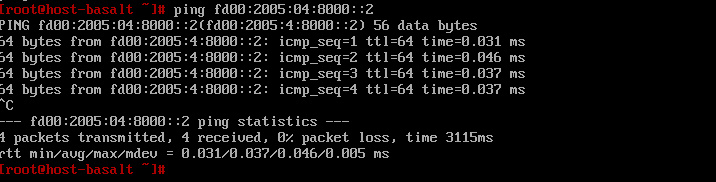 [root@host-basalt ~]# ping fd00:2005:04:8000::2
PING fd00:2005:04:8000::2(fd00:2005:4:8000::2) 56 data bytes
64 bytes from fd00:2005:4:8000::2: icmp_seq=1 ttl=64 time=0.031 ms
64 bytes from fd00:2005:4:8000::2: icmp_seq=2 ttl=64 time=0.046 ms
64 bytes from fd00:2005:4:8000::2: icmp_seq=3 ttl=64 time=0.037 ms
64 bytes from fd00:2005:4:8000::2: icmp_seq=4 ttl=64 time=0.037 ms
^C
--- fd00:2005:04:8000::2 ping statistics ---
4 packets transmitted, 4 received, 0% packet loss, time 3115ms
rtt min/avg/max/mdev = 0.031/0.037/0.046/0.005 ms
[root@host-basalt ~]#